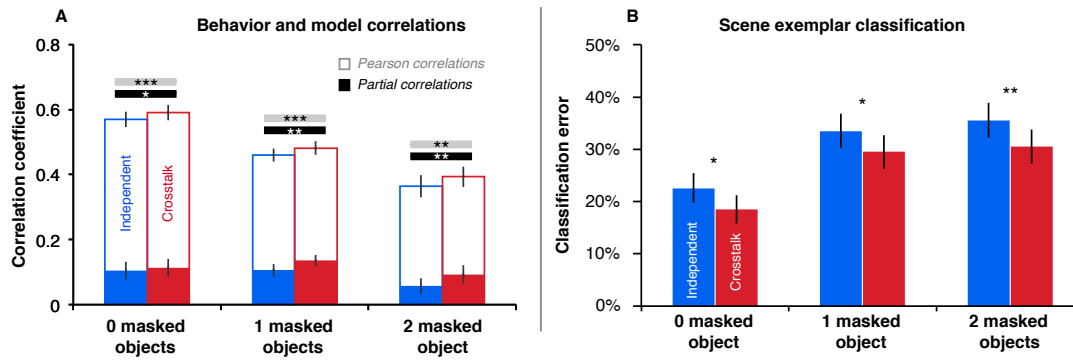 A
Behavior and model correlations
Correlation coefficient
0.8
0.6
0.4
0.2
0
Pearson correlations
Partial correlations
***
*
***
**
**
**
Independent
Crosstalk
0 masked
objects
1 masked
objects
2 masked
object
B
Scene exemplar classification
Classification error
50%
40%
30%
20%
10%
0%
*
*
**
Independent
Crosstalk
0 masked
object
1 masked
object
2 masked
objects